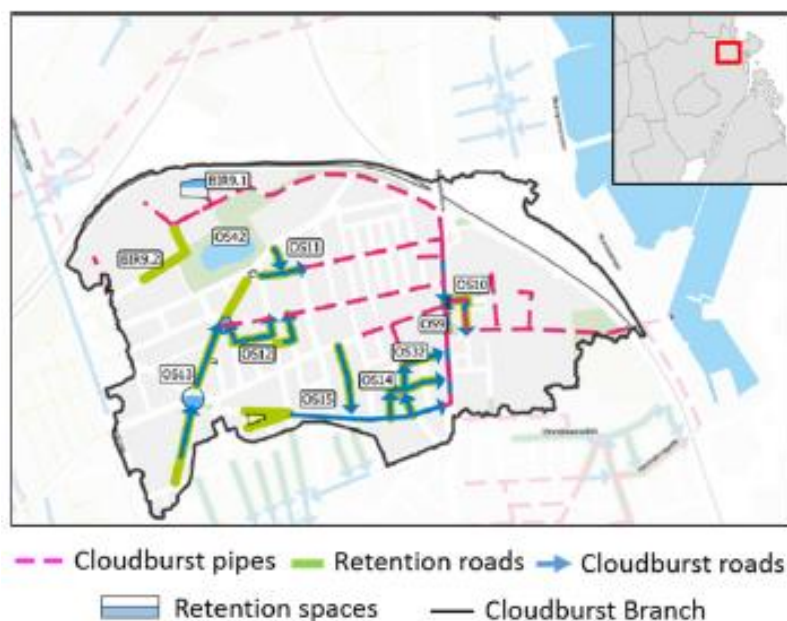 BIR9.1
OS42
BIR9.2
OS11
OS10
OS9
OS12
OS32
OS13
OS14
OS15
Cloudburst pipes
Retention roads
Cloudburst roads
Retention spaces
Cloudburst Branch